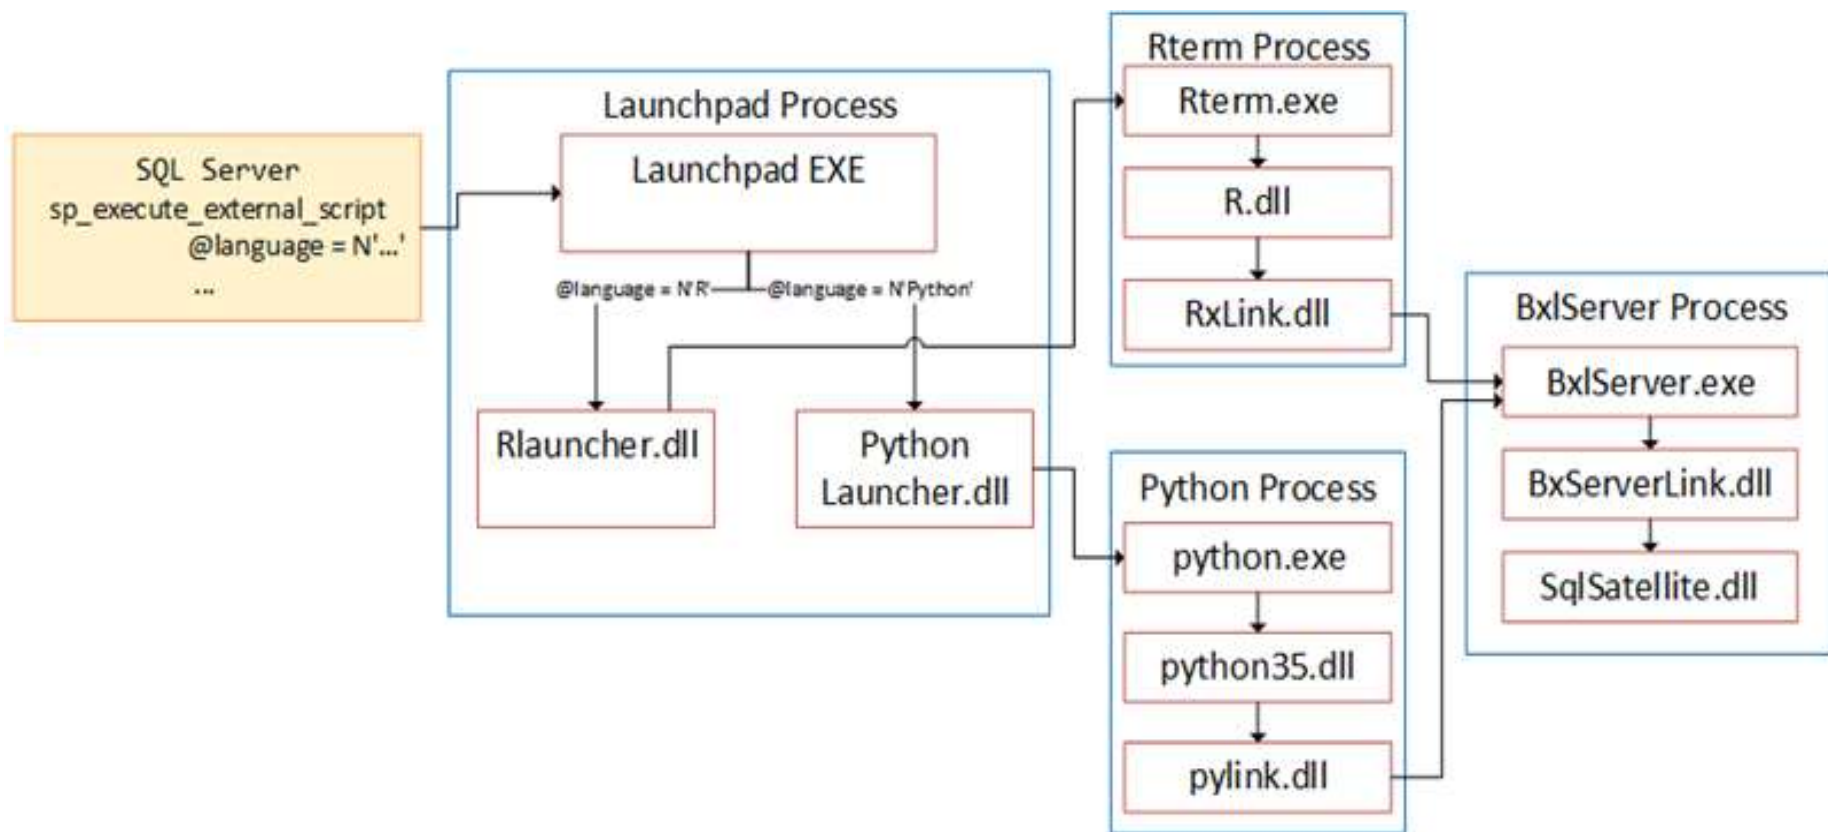 SQL Server
sp_execute_external_script
@language = N'...'
...
Launchpad Process
Launchpad EXE
@language = N'R'
@language = N'Python'
Rlauncher.dll
Python
Launcher.dll
Rterm Process
Rterm.exe
R.dll
RxLink.dll
Python Process
python.exe
python35.dll
pylink.dll
BxlServer Process
BxlServer.exe
BxServerLink.dll
SqlSatellite.dll